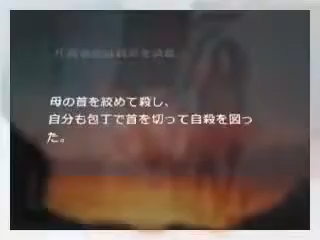 母の首を絞めて殺し、
自分も包丁で首を切って自殺を図っ
た。